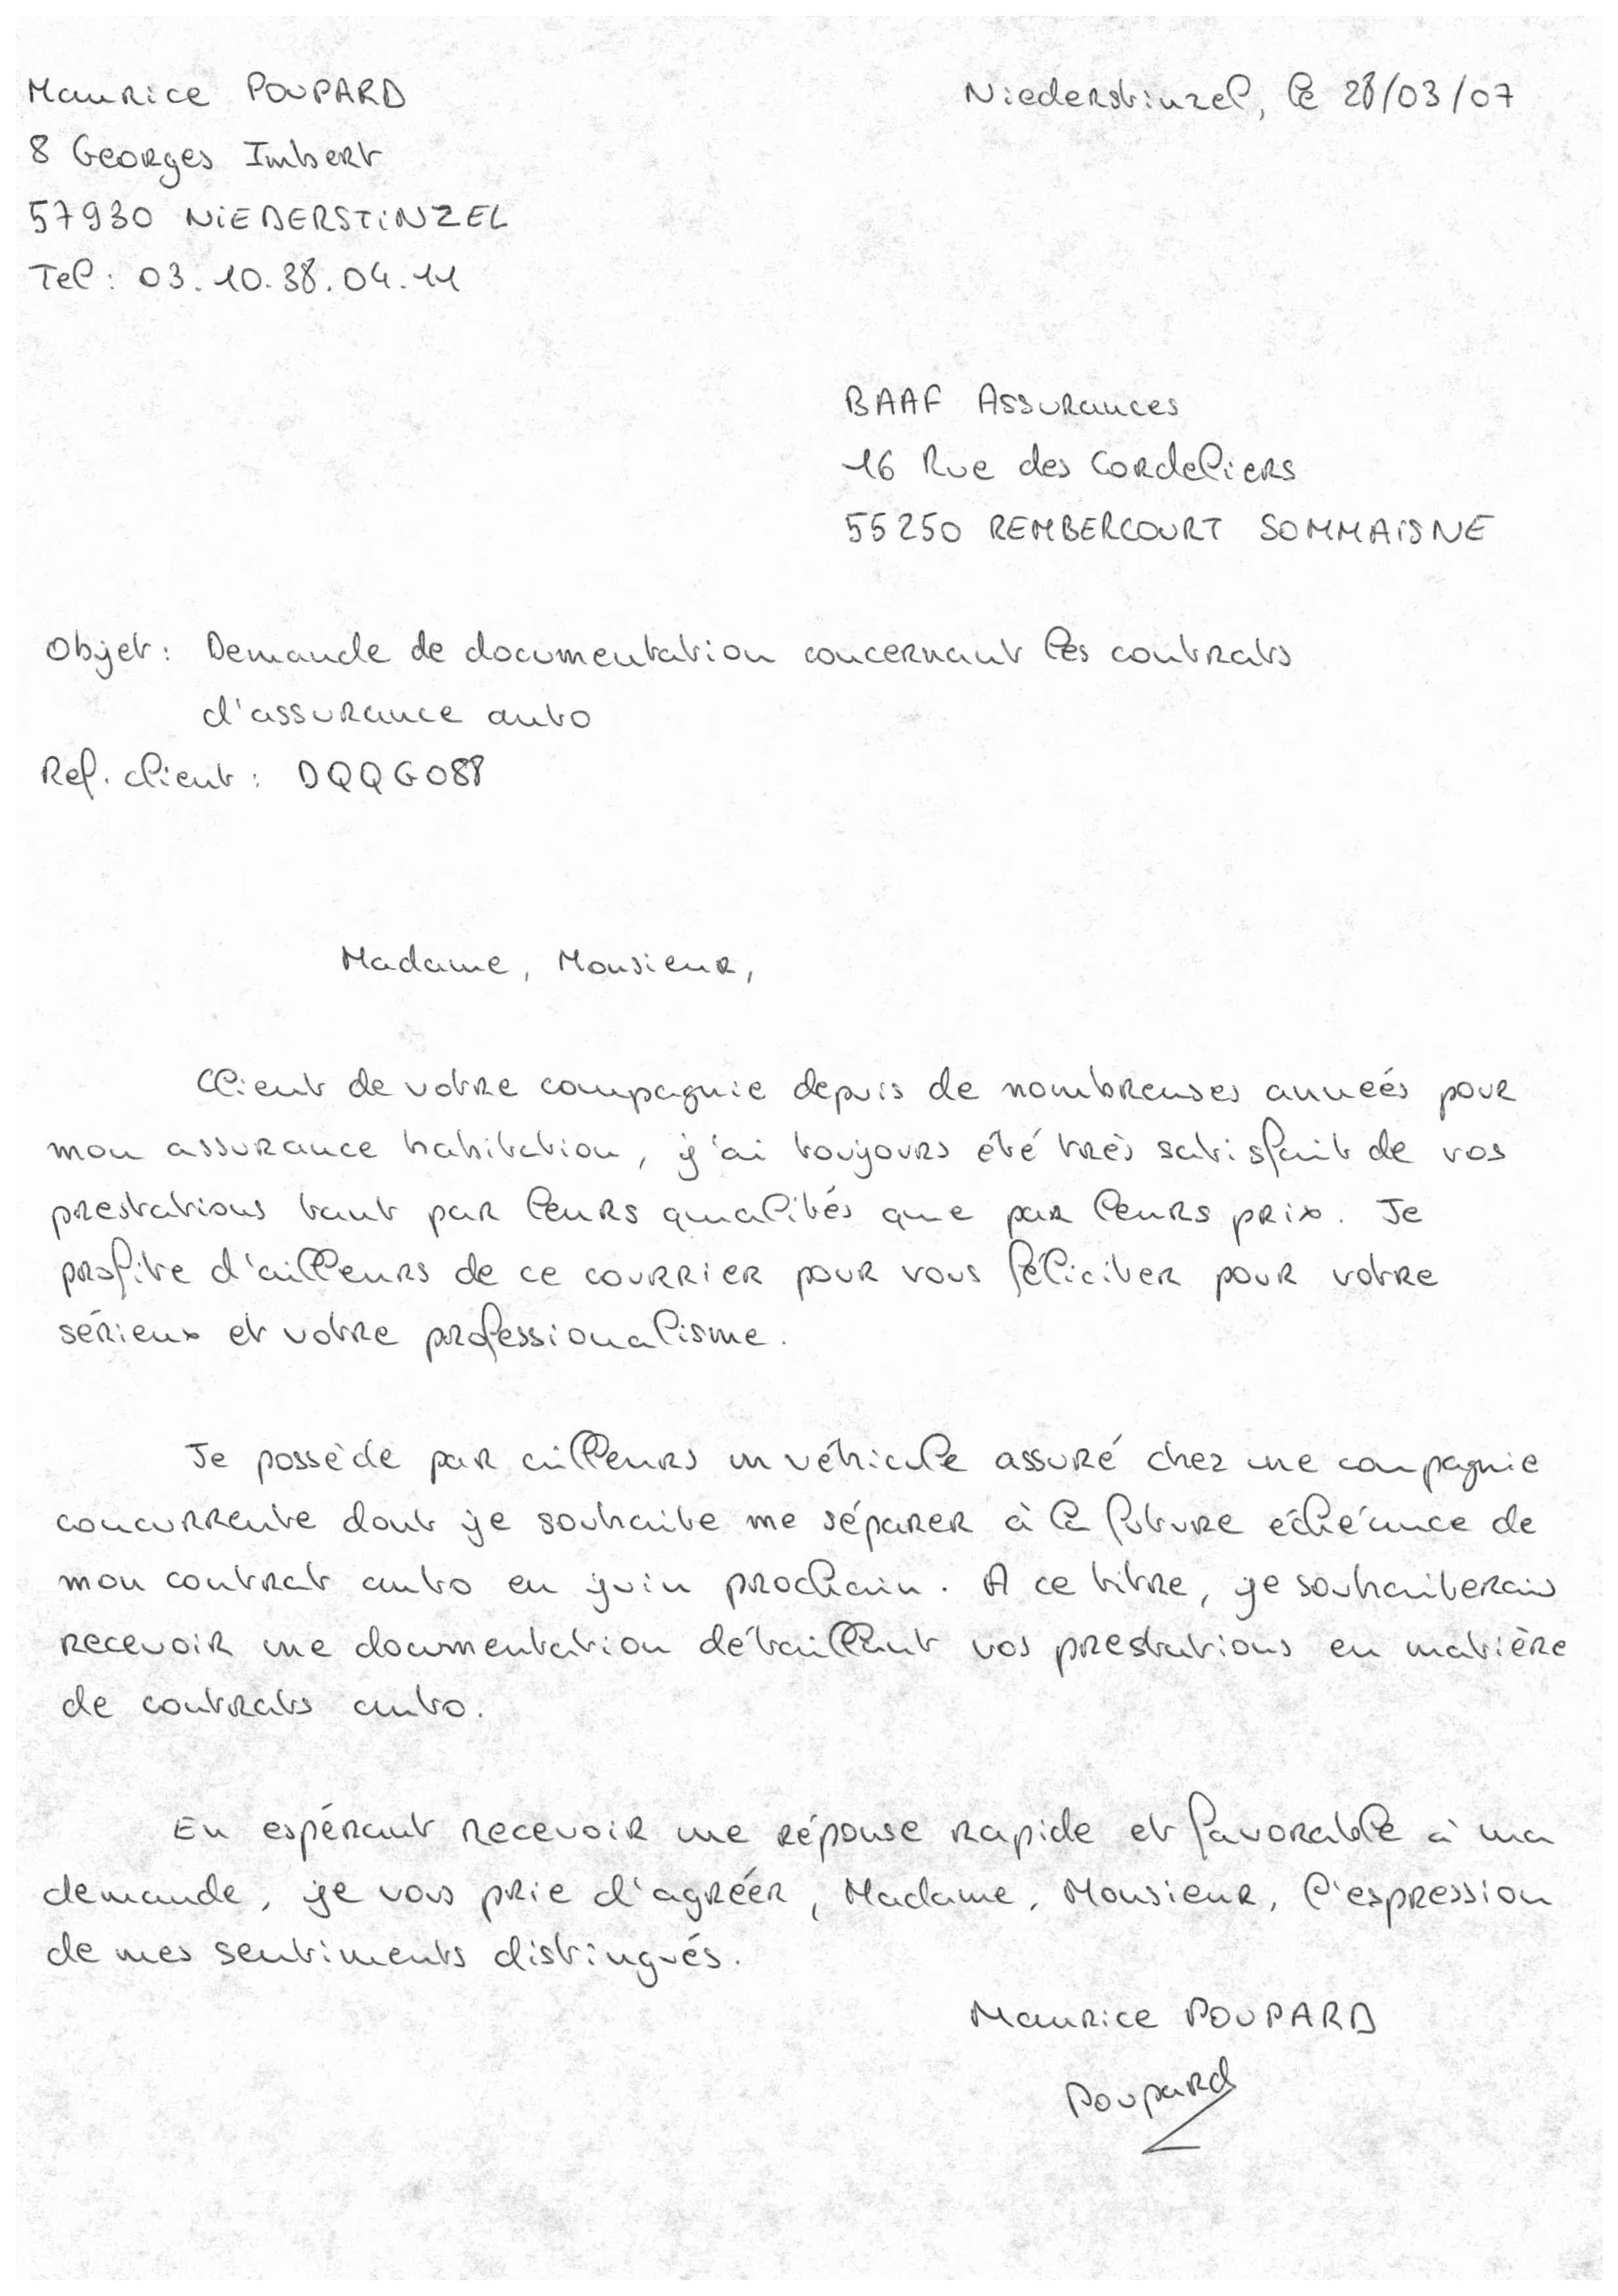 Maurice POUPARD
Niederstinzel, le 28/03/07
8 Georges Imbert
57930 NIEDERSTINZEL
Tel : 03.10.38.04.11
BAAF Assurances
16 Rue des Cordeliers
55250 REMBERCOURT SOMMAISNE
Objet : Demande de documentation concernant les contrats
d'assurance auto
Ref. client : DQQG088
Madame, Monsieur,
Client de votre compagnie depuis de nombreuses années pour
mon assurance habitation, j'ai toujours été très satisfait de vos
prestations tant par leurs qualités que par leurs prix. Je
profite d'ailleurs de ce courrier pour vous féliciter pour votre
sérieux et votre professionalisme.
Je possède par ailleurs un véhicule assuré chez une compagnie
concurrente dont je souhaite me séparer à la future échéance de
mon contrat auto en juin prochain. A ce titre, je souhaiterais
recevoir une documentation détaillant vos prestations en matière
de contrats auto.
En espérant recevoir une réponse rapide et favorable à ma
demande, je vous prie d'agréer, Madame, Monsieur, l'espression
de mes sentiments distingués.
Maurice POUPARD
Poupard